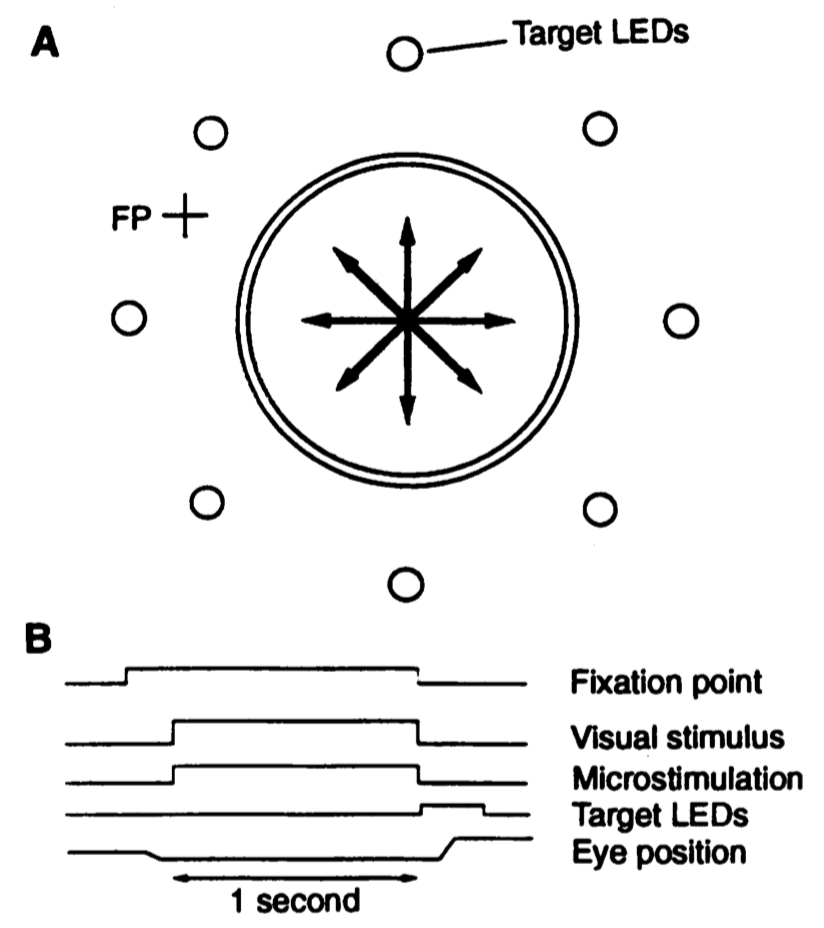 A
Target LEDs
FP
B
Fixation point
Visual stimulus
Microstimulation
Target LEDs
Eye position
1 second